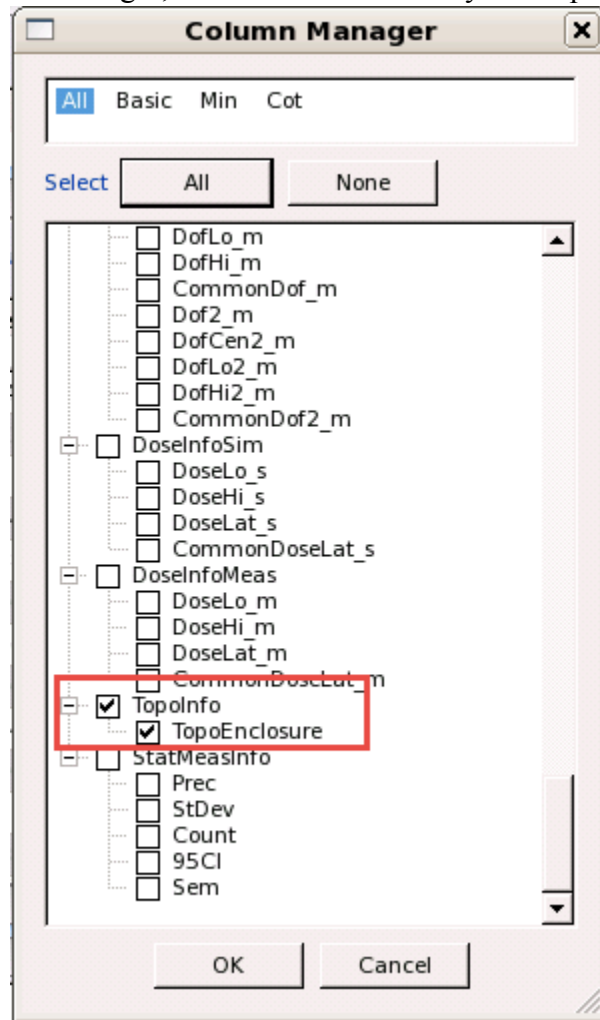 Column Manager
All Basic Min Cot
Select All None
DofLo_m
DofHi_m
CommonDof_m
Dof2_m
DofCen2_m
DofLo2_m
DofHi2_m
CommonDof2_m
DoseInfoSim
DoseLo_s
DoseHi_s
DoseLat_s
CommonDoseLat_s
DoseInfoMeas
DoseLo_m
DoseHi_m
DoseLat_m
CommonDoseLat_m
TopoInfo
TopoEnclosure
StatMeasInfo
Prec
StDev
Count
95CI
Sem
OK Cancel